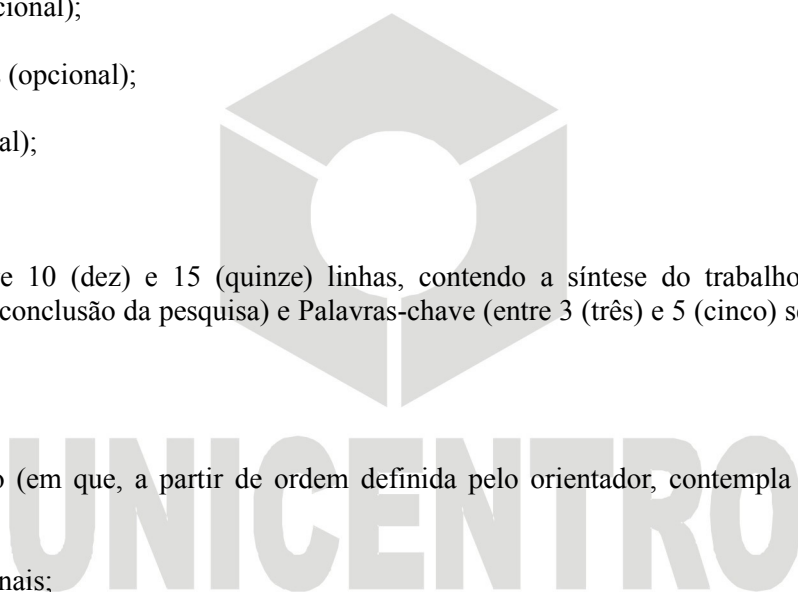 cional);
(opcional);
al);
e 10 (dez) e 15 (quinze) linhas, contendo a síntese do trabalho
conclusão da pesquisa) e Palavras-chave (entre 3 (três) e 5 (cinco)
(em que, a partir de ordem definida pelo orientador, contempla
UNICENTRO
nais;